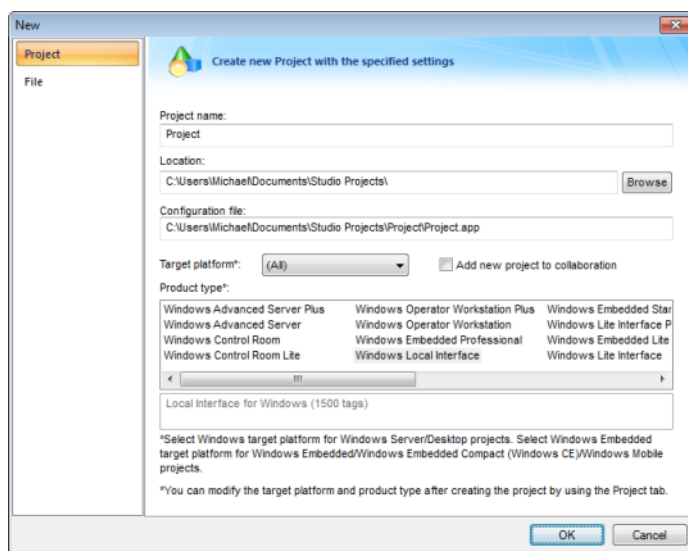 New
Project
File
Create new Project with the specified settings
Project name:
Project
Location:
C:\Users\Michael\Documents\Studio Projects\
Browse
Configuration file:
C:\Users\Michael\Documents\Studio Projects\Project\Project.app
Target platform*:
(All)
Add new project to collaboration
Product type*:
Windows Advanced Server Plus Windows Operator Workstation Plus Windows Embedded Star
Windows Advanced Server Windows Operator Workstation Windows Lite Interface P
Windows Control Room Windows Embedded Professional Windows Embedded Lite
Windows Control Room Lite Windows Local Interface Windows Lite Interface
Local Interface for Windows (1500 tags)
*Select Windows target platform for Windows Server/Desktop projects. Select Windows Embedded
target platform for Windows Embedded/Windows Embedded Compact (Windows CE)/Windows Mobile
projects.
*You can modify the target platform and product type after creating the project by using the Project tab.
OK
Cancel